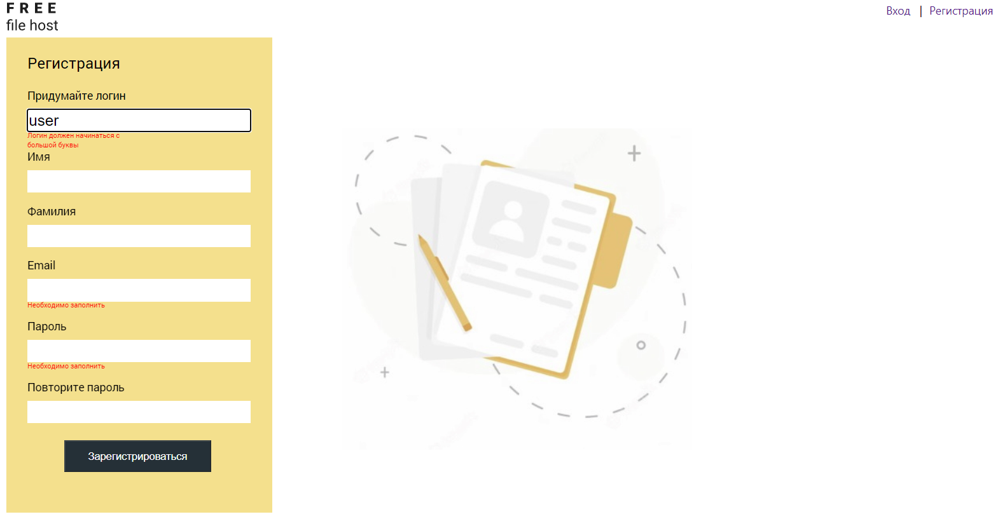 FREE
file host
Вход | Регистрация
Регистрация
Придумайте логин
user
Логин должен начинаться с
большой буквы
Имя
Фамилия
Email
Необходимо заполнить
Пароль
Необходимо заполнить
Повторите пароль
Зарегистрироваться